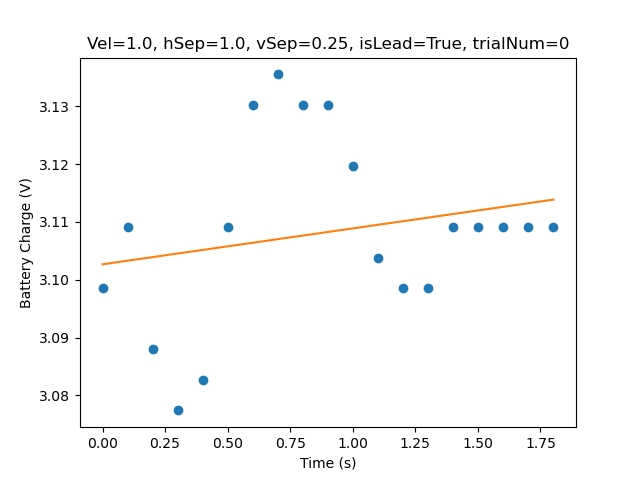 Vel=1.0, hSep=1.0, vSep=0.25, isLead=True, trialNum=0
3.13
3.12
3.11
3.10
3.09
3.08
Battery Charge (V)
0.00 0.25 0.50 0.75 1.00 1.25 1.50 1.75
Time (s)